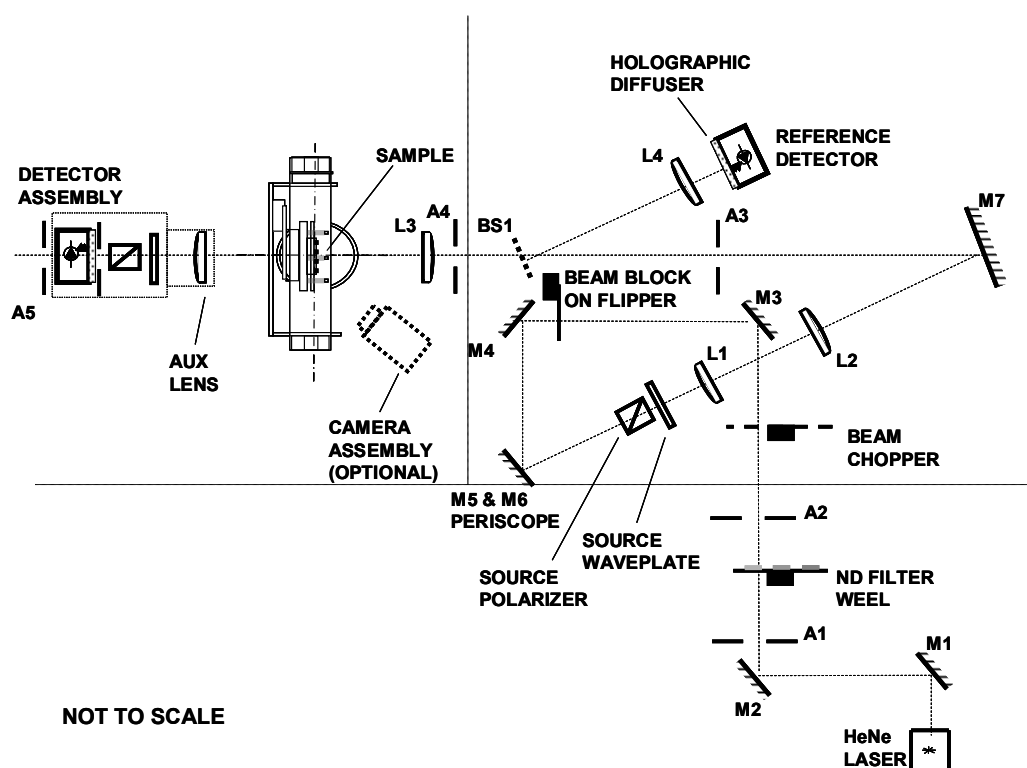 HOLOGRAPHIC
DIFFUSER
REFERENCE
DETECTOR
L4
M7
SAMPLE
DETECTOR
ASSEMBLY
A4
L3
BS1
A3
A5
BEAM BLOCK
ON FLIPPER
M3
M4
L1
L2
AUX
LENS
CAMERA
ASSEMBLY
(OPTIONAL)
BEAM
CHOPPER
M5 & M6
PERISCOPE
A2
SOURCE
WAVEPLATE
SOURCE
POLARIZER
ND FILTER
WEEL
A1
M1
M2
NOT TO SCALE
HeNe
LASER